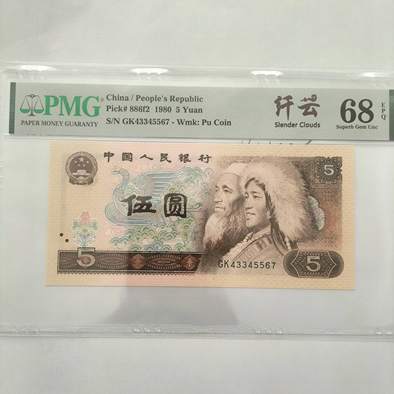 PMG
PAPER MONEY GUARANTY
China / People's Republic
Pick# 886f2 1980 5 Yuan
S/N GK43345567 - Wmk: Pu Coin
纤云
Slender Clouds
68 EPQ
Superb Gem Unc
中国人民银行
5
伍圆
5
GK43345567
5